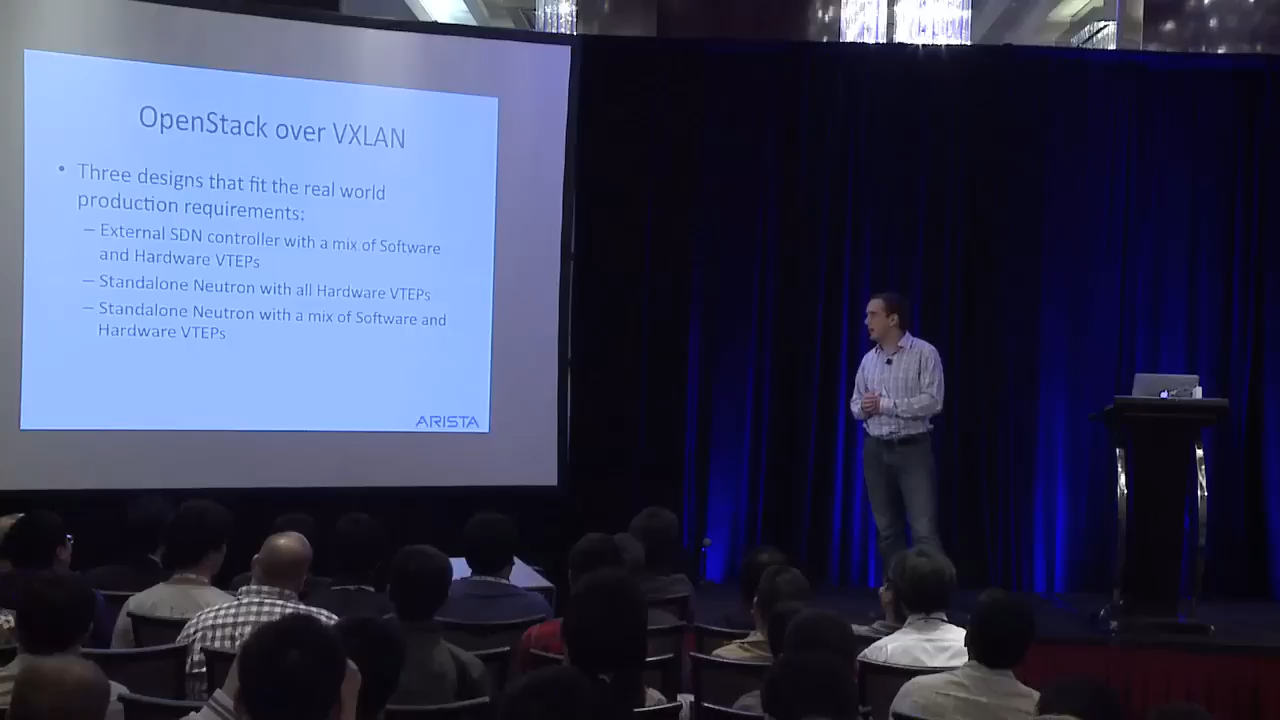 OpenStack over VXLAN
• Three designs that fit the real world
production requirements:
– External SDN controller with a mix of Software
and Hardware VTEPs
– Standalone Neutron with all Hardware VTEPs
– Standalone Neutron with a mix of Software and
Hardware VTEPs
ARISTA